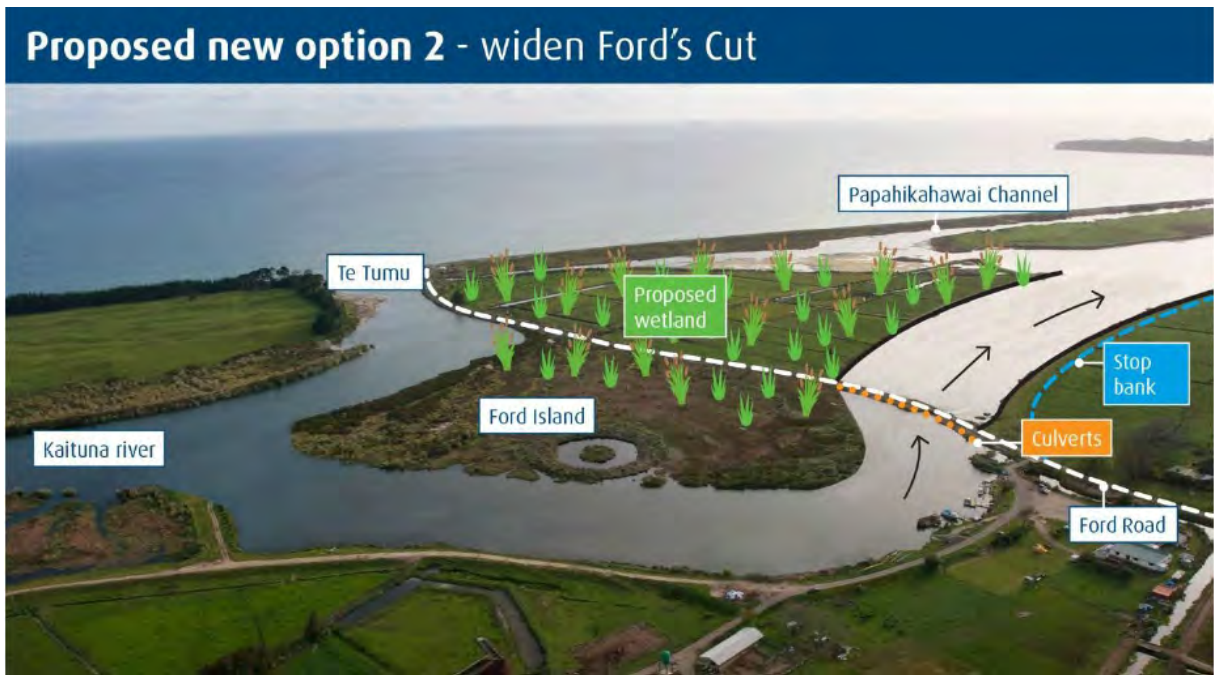 Proposed new option 2 - widen Ford's Cut
Papahikahawai Channel
Te Tumu
Proposed
wetland
Stop
bank
Ford Island
Culverts
Kaituna river
Ford Road